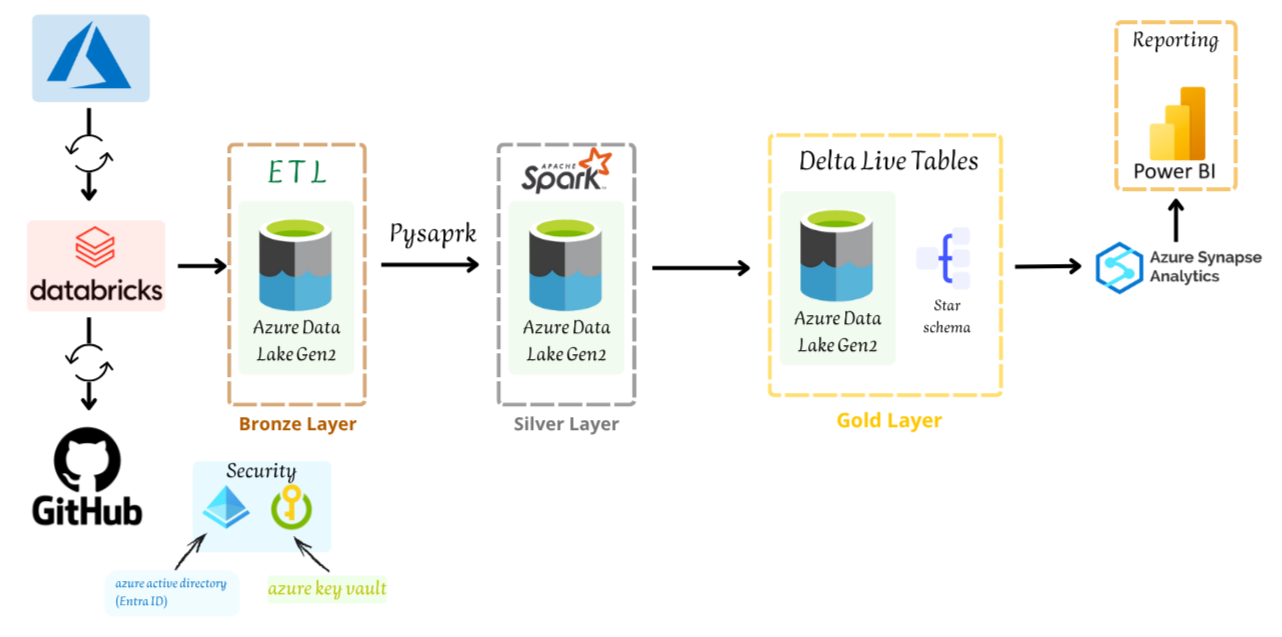 Reporting
Power BI
ETL
APACHE
Spark
Delta Live Tables
Pysaprk
databricks
Azure Data
Lake Gen2
Azure Data
Lake Gen2
Azure Data
Lake Gen2
Star
schema
Azure Synapse
Analytics
Bronze Layer
Silver Layer
Gold Layer
GitHub
Security
azure active directory
(Entra ID)
azure key vault